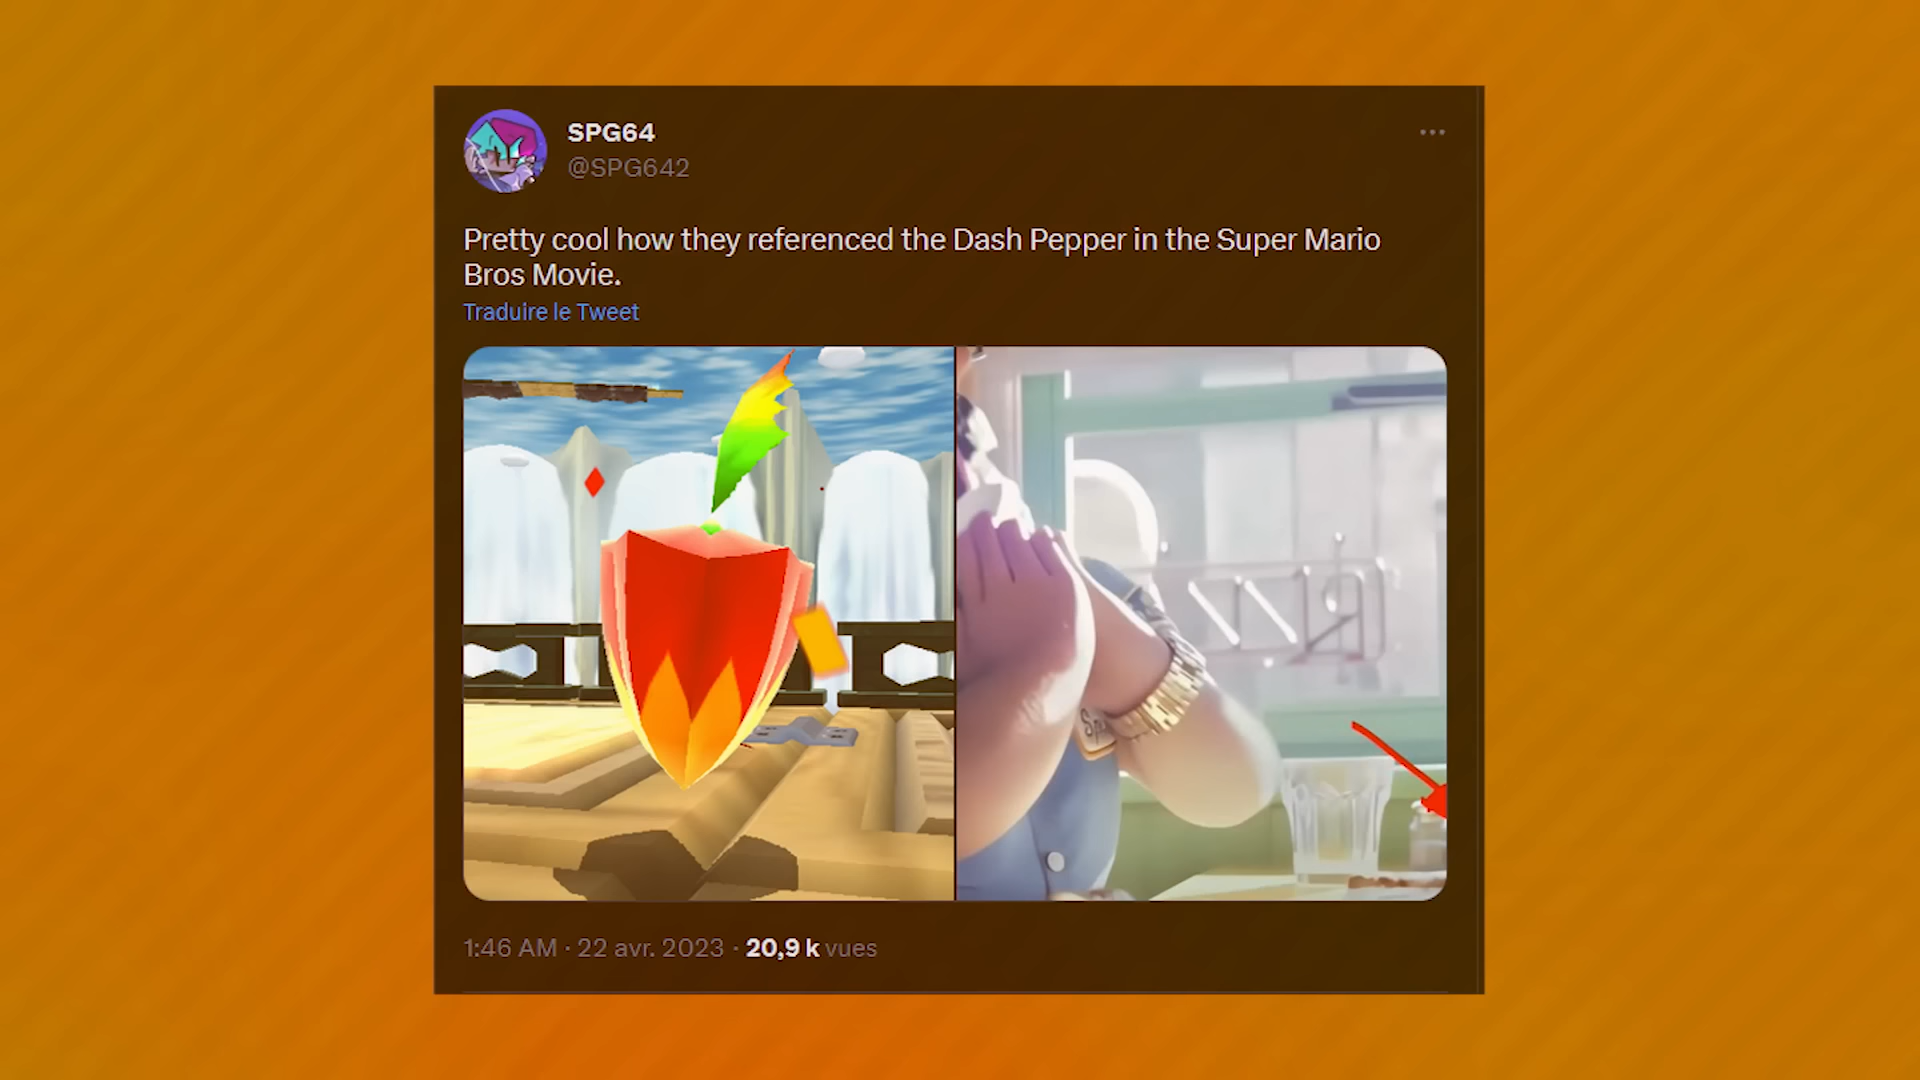 SPG64
@SPG642
Pretty cool how they referenced the Dash Pepper in the Super Mario
Bros Movie.
Traduire le Tweet
1:46 AM · 22 avr. 2023 · 20,9 k vues